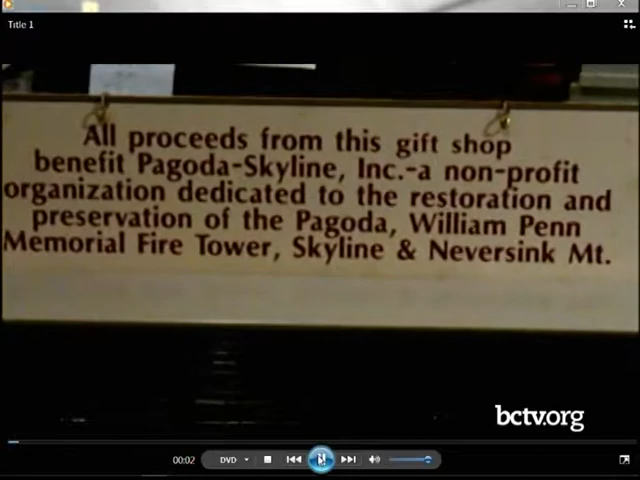 Title 1
All proceeds from this gift shop
benefit Pagoda-Skyline, Inc.-a non-profit
organization dedicated to the restoration and
preservation of the Pagoda, William Penn
Memorial Fire Tower, Skyline & Neversink Mt.
bctv.org
00:02 DVD